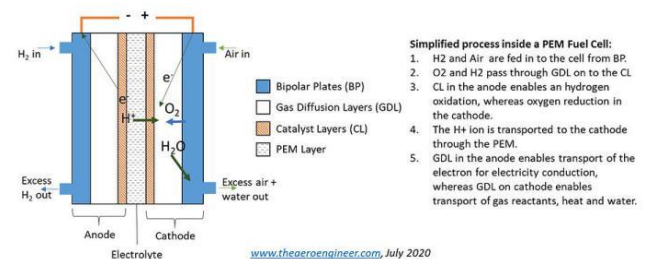 - +
H2 in
Air in
e-
e-
H+
O2
H2O
Excess
H2 out
Excess air +
water out
Anode
Cathode
Electrolyte
Bipolar Plates (BP)
Gas Diffusion Layers (GDL)
Catalyst Layers (CL)
PEM Layer
Simplified process inside a PEM Fuel Cell:
1. H2 and Air are fed in to the cell from BP.
2. O2 and H2 pass through GDL on to the CL
3. CL in the anode enables an hydrogen
oxidation, whereas oxygen reduction in
the cathode.
4. The H+ ion is transported to the cathode
through the PEM.
5. GDL in the anode enables transport of the
electron for electricity conduction,
whereas GDL on cathode enables
transport of gas reactants, heat and water.
www.theaeroengineer.com, July 2020